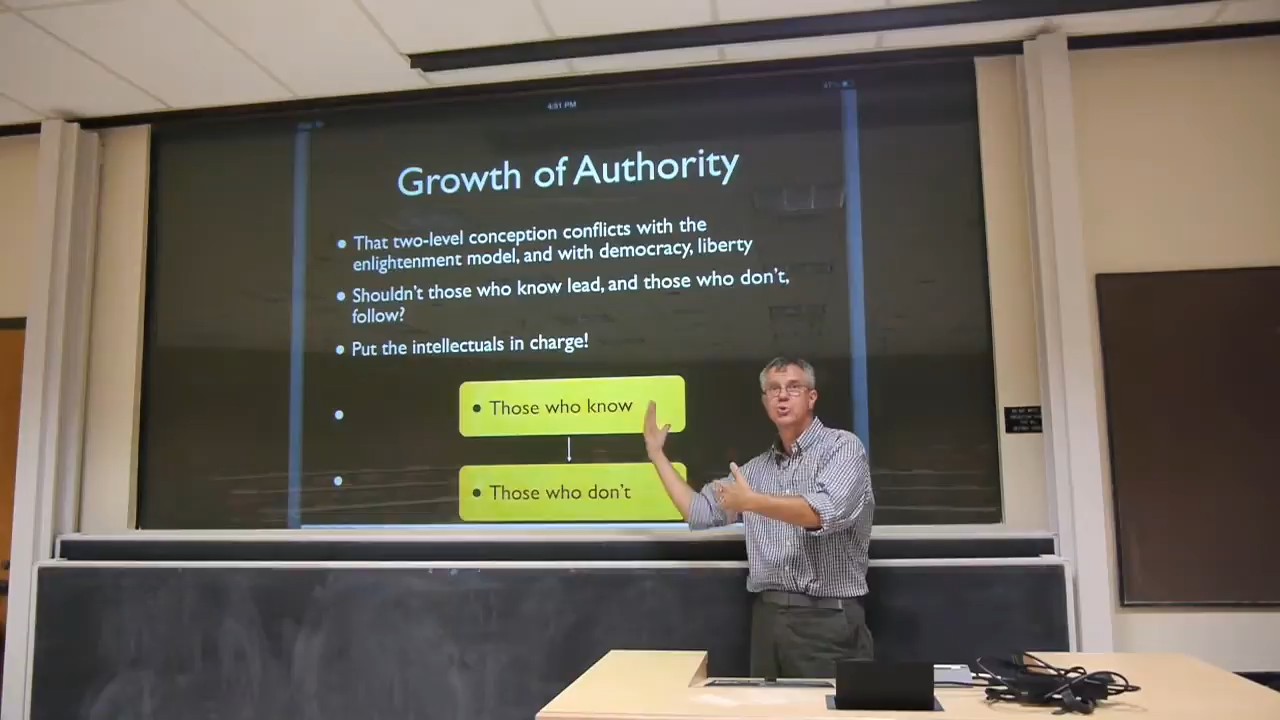 4:51 PM
Growth of Authority
• That two-level conception conflicts with the
enlightenment model, and with democracy, liberty
• Shouldn't those who know lead, and those who don't,
follow?
• Put the intellectuals in charge!
• Those who know
• Those who don't